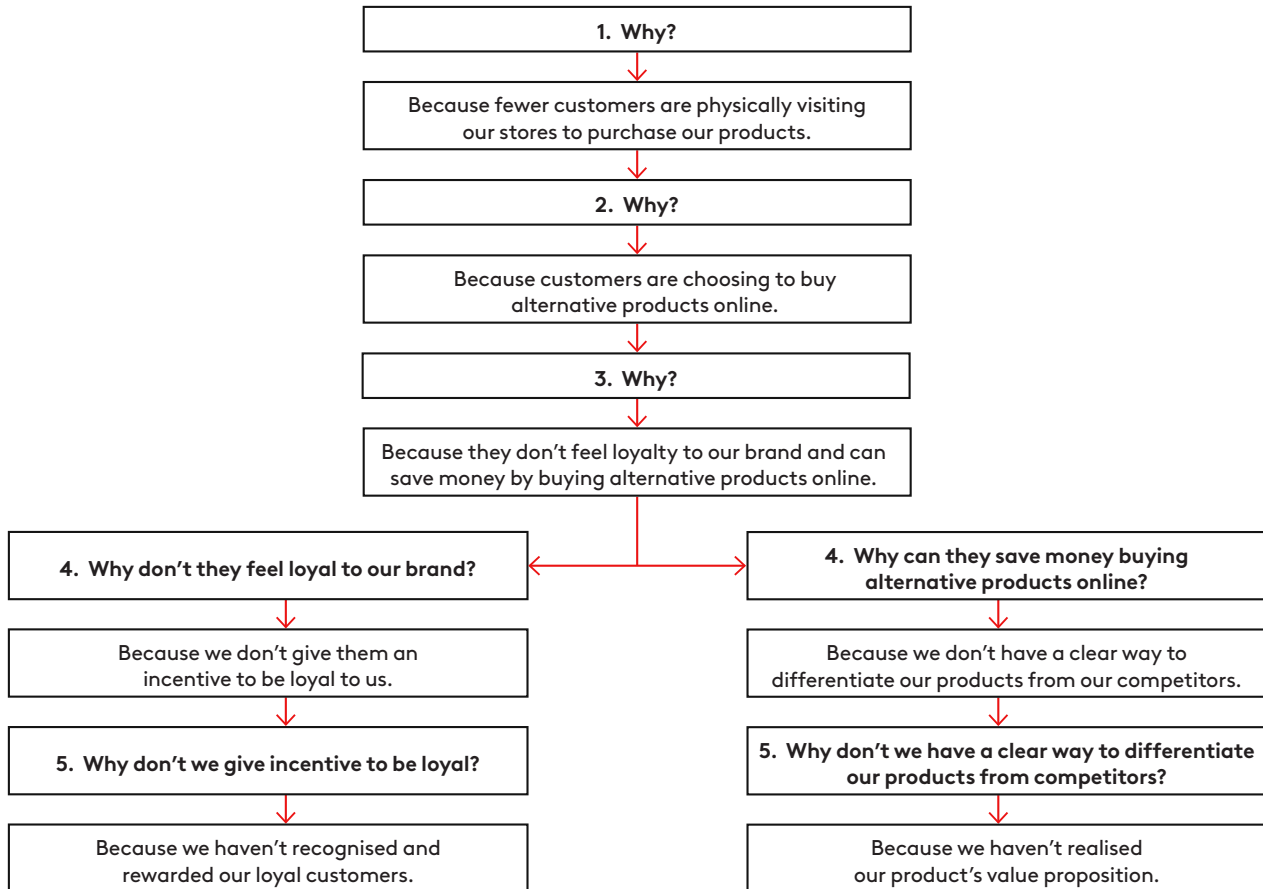 1. Why?
Because fewer customers are physically visiting
our stores to purchase our products.
2. Why?
Because customers are choosing to buy
alternative products online.
3. Why?
Because they don’t feel loyalty to our brand and can
save money by buying alternative products online.
4. Why don’t they feel loyal to our brand?
Because we don’t give them an
incentive to be loyal to us.
5. Why don’t we give incentive to be loyal?
Because we haven’t recognised and
rewarded our loyal customers.
4. Why can they save money buying
alternative products online?
Because we don’t have a clear way to
differentiate our products from our competitors.
5. Why don’t we have a clear way to differentiate
our products from competitors?
Because we haven’t realised
our product’s value proposition.